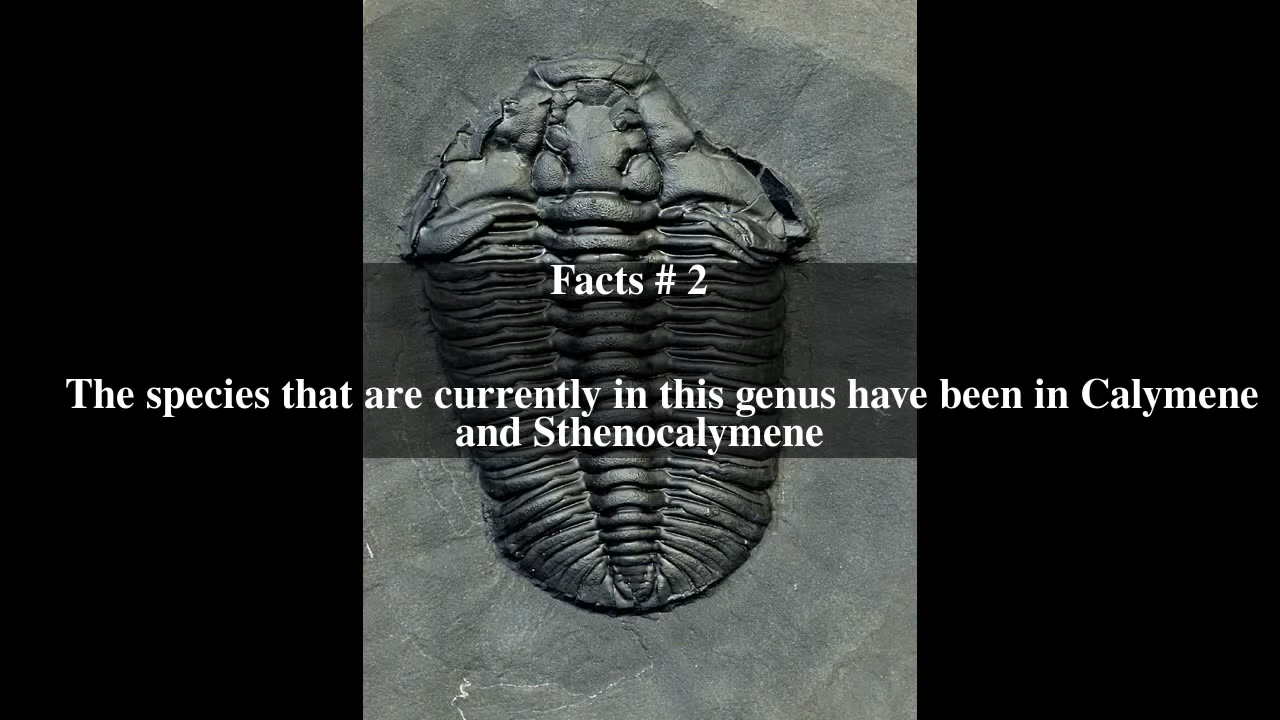 Facts # 2
The species that are currently in this genus have been in Calymene
and Sthenocalymene